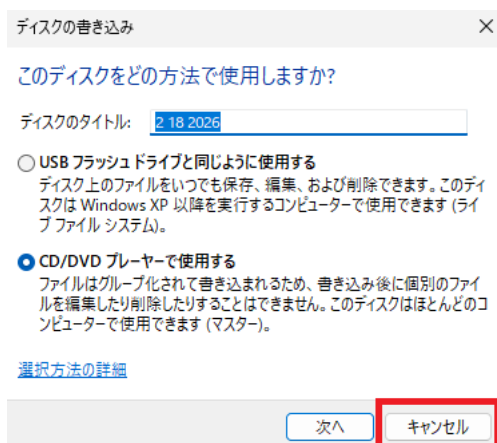 ディスクの書き込み
このディスクをどの方法で使用しますか?
ディスクのタイトル: 2 18 2026
USB フラッシュ ドライブと同じように使用する
ディスク上のファイルをいつでも保存、編集、および削除できます。このディ
スクは Windows XP 以降を実行するコンピューターで使用できます (ライ
ブ ファイル システム)。
CD/DVD プレーヤーで使用する
ファイルはグループ化されて書き込まれるため、書き込み後に個別のファイ
ルを編集したり削除したりすることはできません。このディスクはほとんどのコ
ンピューターで使用できます (マスター)。
選択方法の詳細
次へ キャンセル